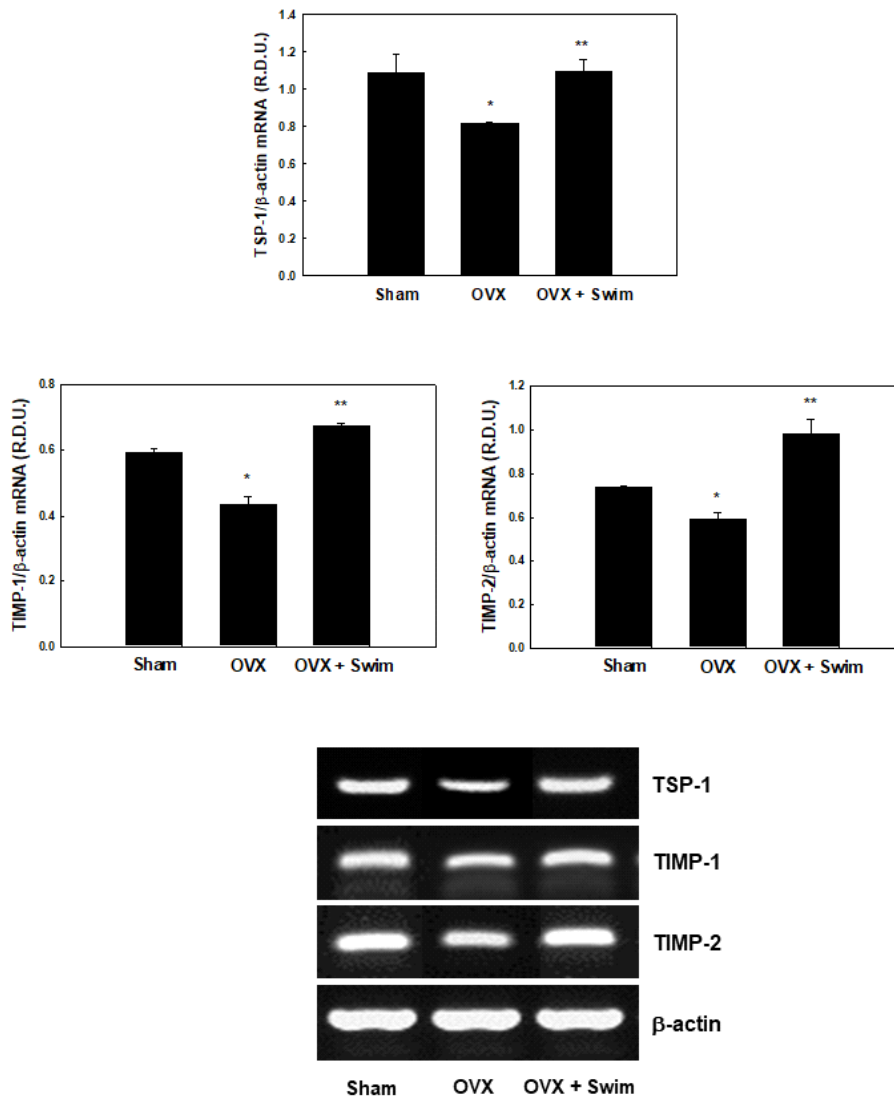 TSP-1/β-actin mRNA (R.D.U.)
1.4
1.2
1.0
0.8
0.6
0.4
0.2
0.0
*
**
Sham OVX OVX + Swim
TIMP-1/β-actin mRNA (R.D.U.)
0.8
0.6
0.4
0.2
0.0
*
**
Sham OVX OVX + Swim
TIMP-2/β-actin mRNA (R.D.U.)
1.2
1.0
0.8
0.6
0.4
0.2
0.0
*
**
Sham OVX OVX + Swim
TSP-1
TIMP-1
TIMP-2
β-actin
Sham OVX OVX + Swim